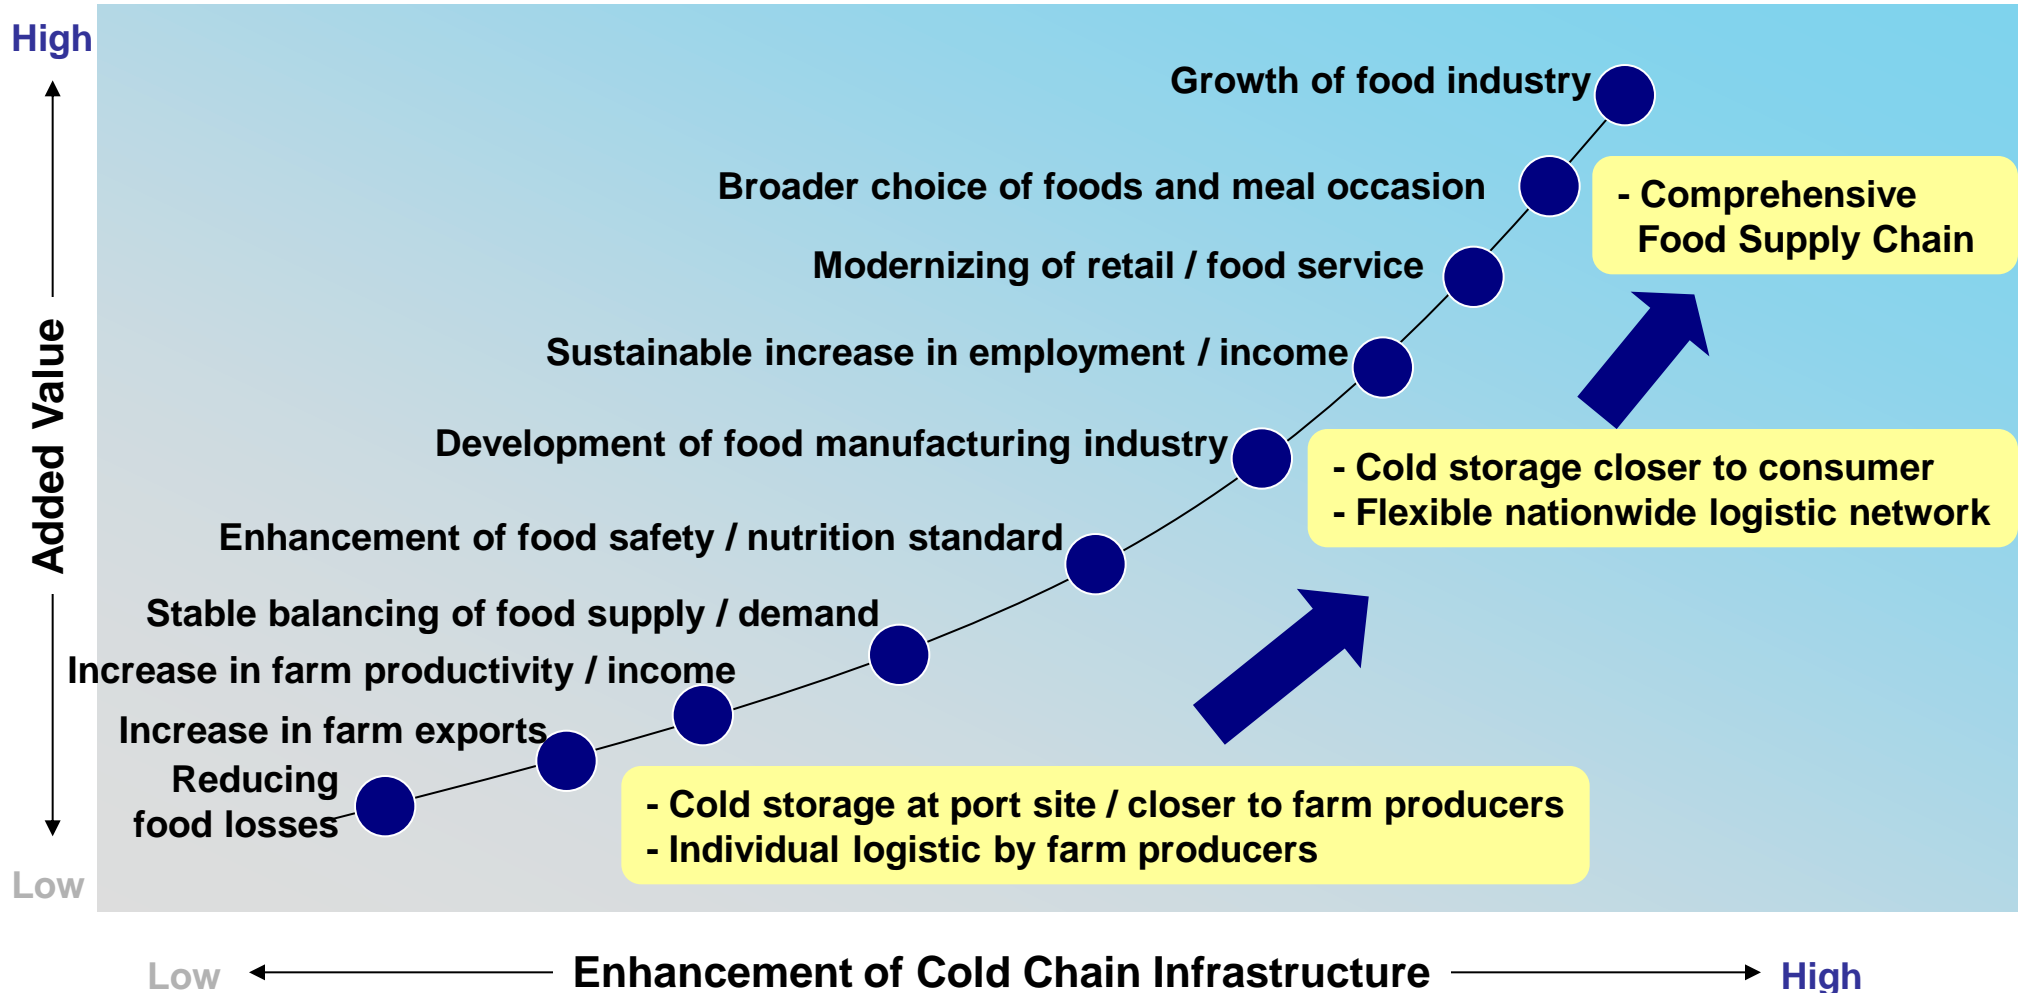 High
Growth of food industry
Broader choice of foods and meal occasion
- Comprehensive
Food Supply Chain
Modernizing of retail / food service
Sustainable increase in employment / income
Added Value
Development of food manufacturing industry
- Cold storage closer to consumer
- Flexible nationwide logistic network
Enhancement of food safety / nutrition standard
Stable balancing of food supply / demand
Increase in farm productivity / income
Increase in farm exports
Reducing
food losses
- Cold storage at port site / closer to farm producers
- Individual logistic by farm producers
Low
Low
Enhancement of Cold Chain Infrastructure
High